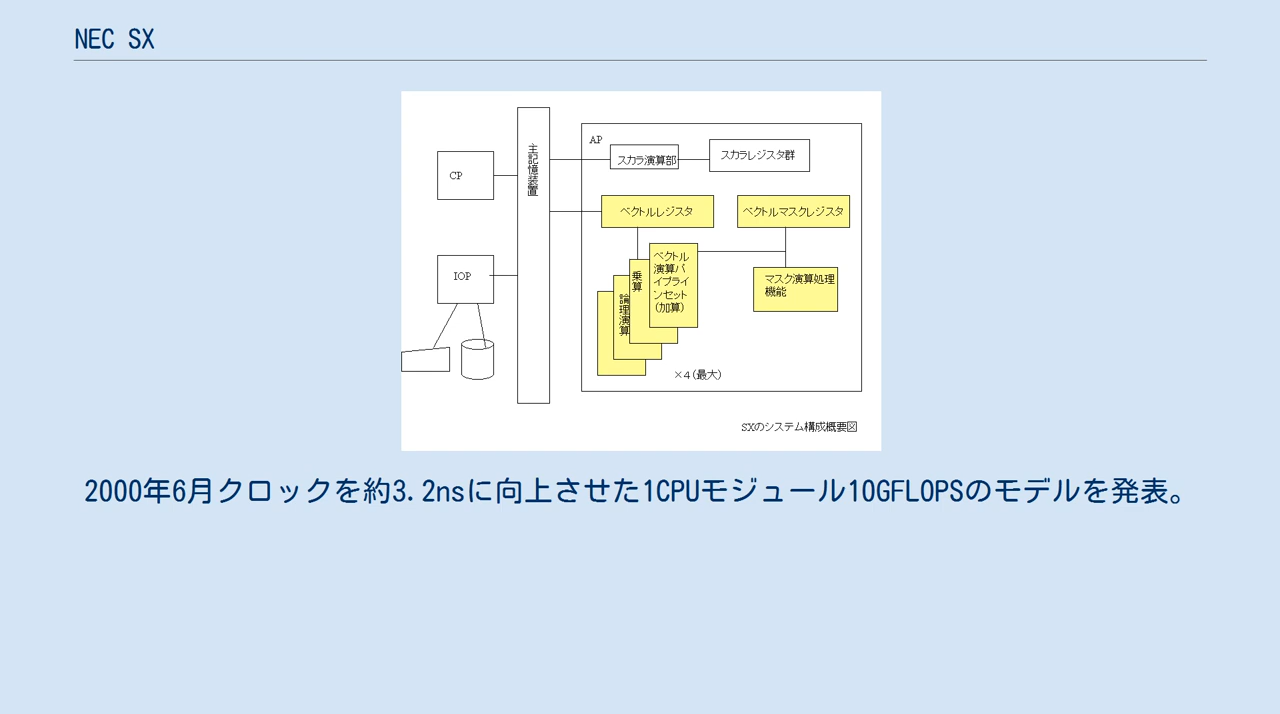 NEC SX
AP
主記憶装置
スカラ演算部
スカラレジスタ群
CP
ベクトルレジスタ
ベクトルマスクレジスタ
ベクトル
演算パ
イプライ
ンセット
(加算)
乗算
論理演算
IOP
マスク演算処理
機能
×4(最大)
SXのシステム構成概要図
2000年6月クロックを約3.2nsに向上させた1CPUモジュール10GFLOPSのモデルを発表。